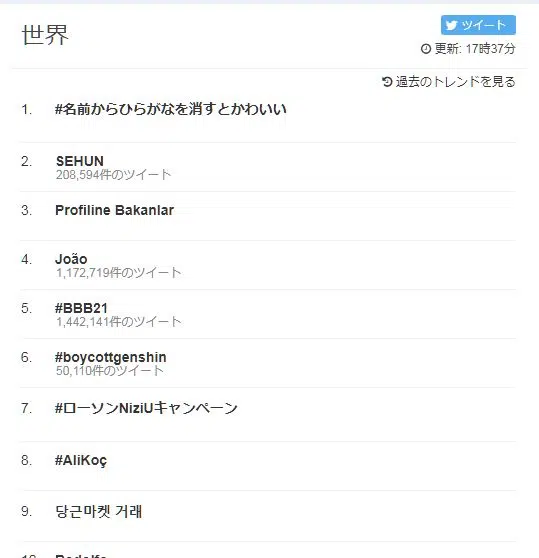 世界
ツイート
更新: 17時37分
過去のトレンドを見る
1. #名前からひらがなを消すとかわいい
2. SEHUN
208,594件のツイート
3. Profiline Bakanlar
4. João
1,172,719件のツイート
5. #BBB21
1,442,141件のツイート
6. #boycottgenshin
50,110件のツイート
7. #ローソンNiziUキャンペーン
8. #AliKoç
9. 당근마켓 거래